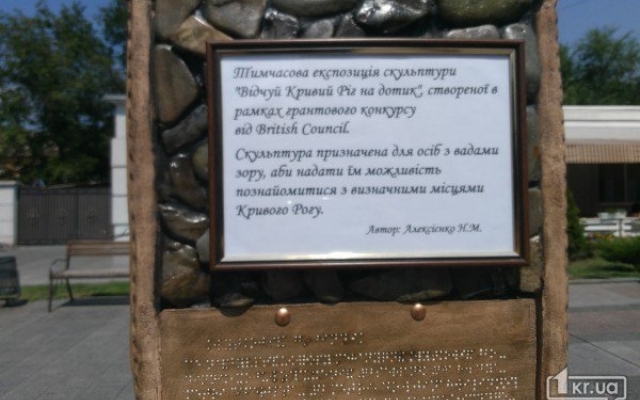 Тимчасова експозиція скульптури
"Відчуй Кривий Ріг на дотик", створеної в
рамках грантового конкурсу
від British Council.
Скульптура призначена для осіб з вадами
зору, аби надати їм можливість
познайомитися з визначними місцями
Кривого Рогу.
Автор: Алексієнко Н.М.
1kr.ua